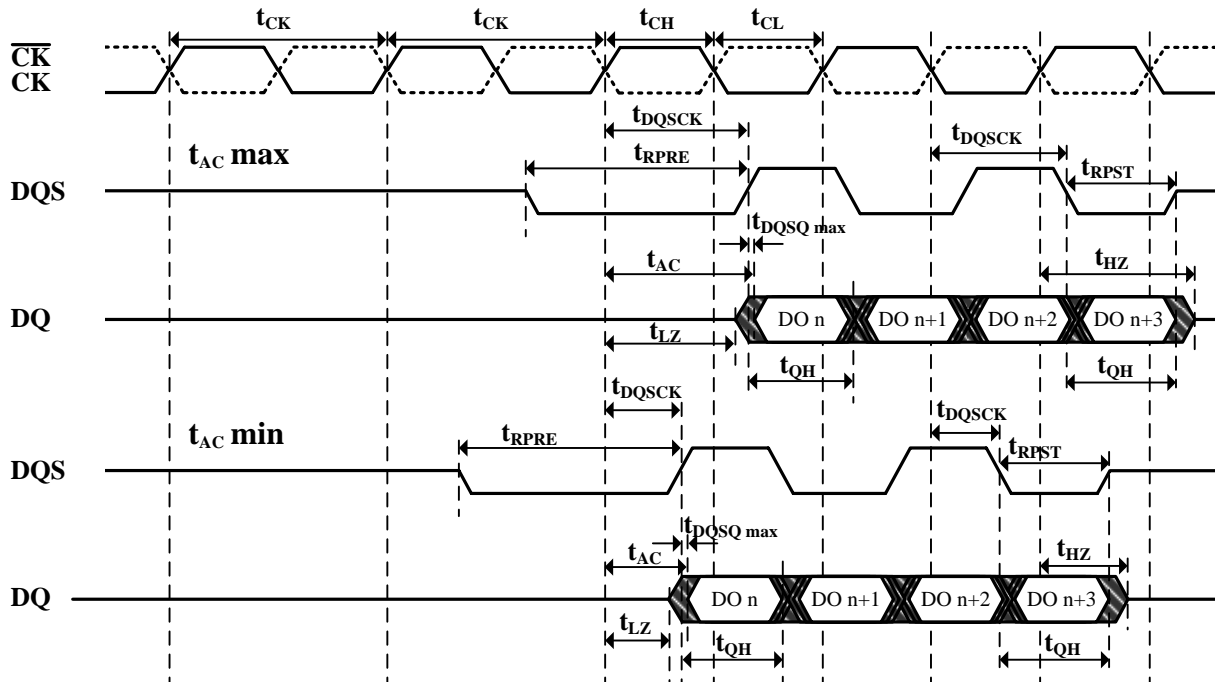 tCK tCK tCH tCL
CK
CK
tDQSCK
tDQSCK
tAC max
tRPRE
tRPST
DQS
tDQSQ max
tAC
tHZ
DQ
DO n DO n+1 DO n+2 DO n+3
tLZ
tQH
tQH
tDQSCK
tDQSCK
tAC min
tRPRE
tRPST
DQS
tDQSQ max
tAC
tHZ
DQ
DO n DO n+1 DO n+2 DO n+3
tLZ
tQH
tQH